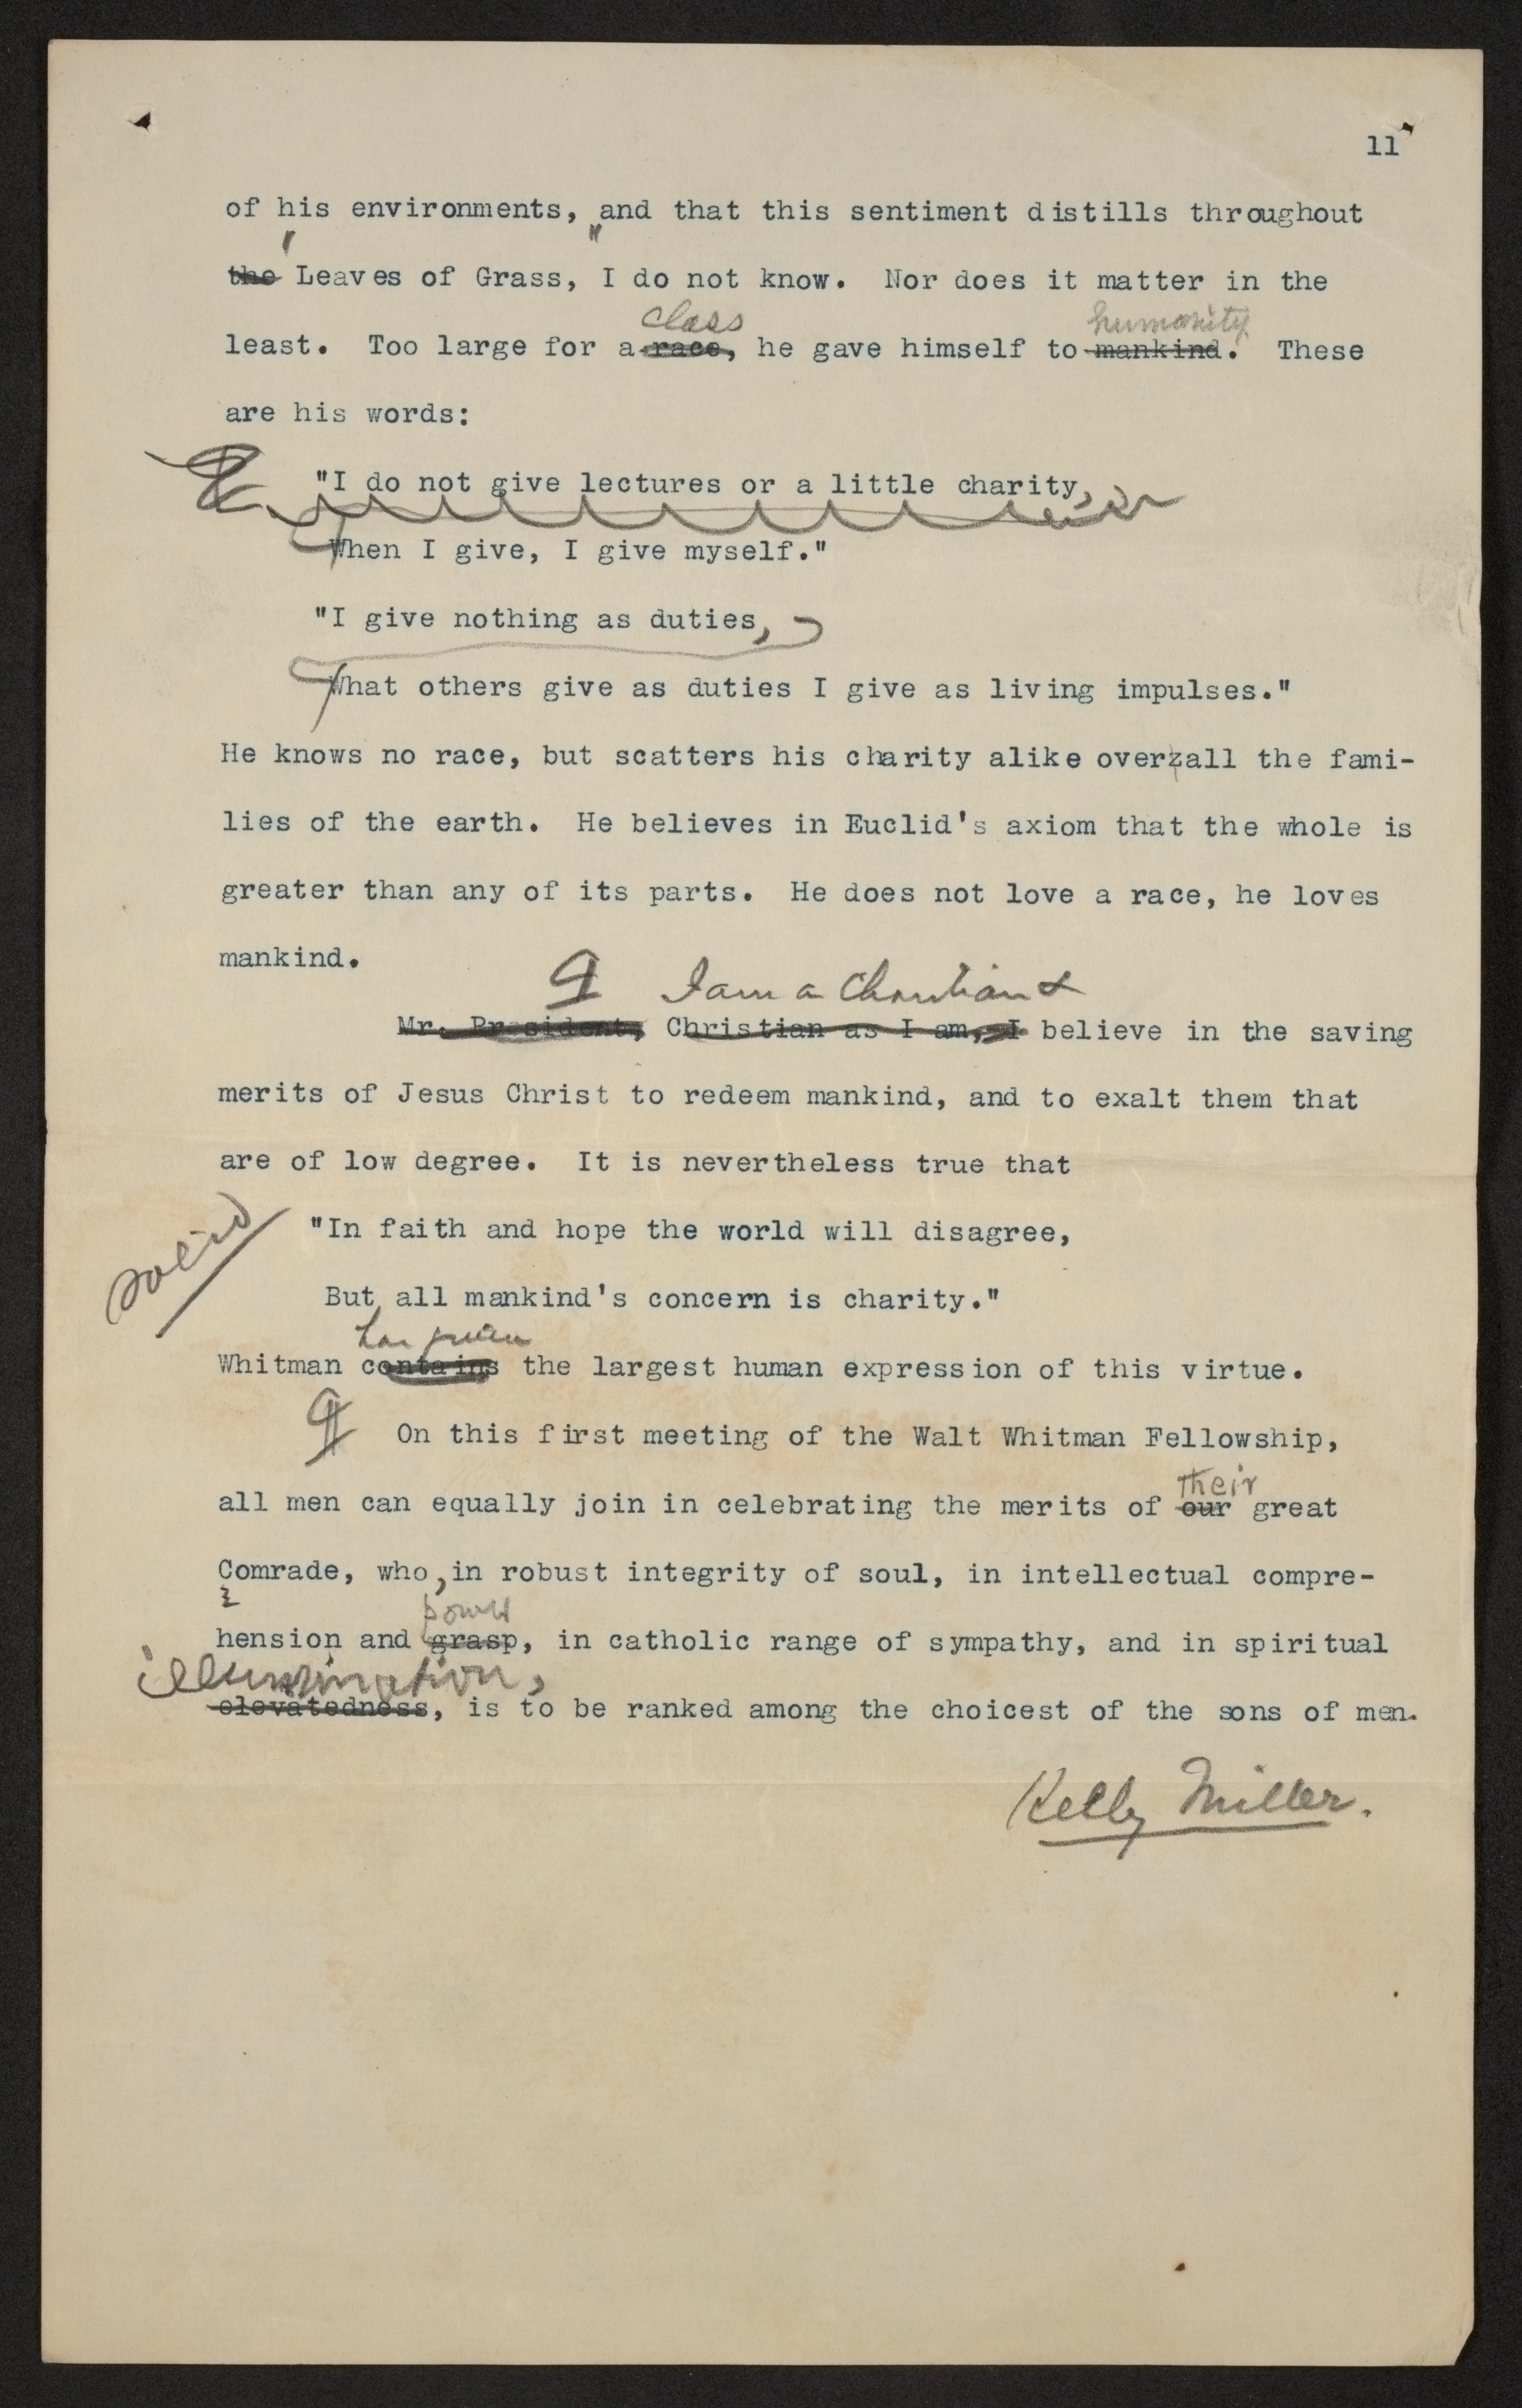 11
of his environments, and that this sentiment distills throughout
the "Leaves of Grass," I do not know. Nor does it matter in the
class humanity
least. Too large for a race, he gave himself to mankind. These
are his words:
"I do not give lectures or a little charity,
When I give, I give myself."
"I give nothing as duties,
What others give as duties I give as living impulses."
He knows no race, but scatters his charity alike over all the fami-
lies of the earth. He believes in Euclid's axiom that the whole is
greater than any of its parts. He does not love a race, he loves
mankind.
¶ I am a Christian &
Mr. President, Christian as I am, I believe in the saving
merits of Jesus Christ to redeem mankind, and to exalt them that
are of low degree. It is nevertheless true that
solid
"In faith and hope the world will disagree,
But all mankind's concern is charity."
has given
Whitman contains the largest human expression of this virtue.
¶ On this first meeting of the Walt Whitman Fellowship,
their
all men can equally join in celebrating the merits of our great
Comrade, who, in robust integrity of soul, in intellectual compre-
power
hension and grasp, in catholic range of sympathy, and in spiritual
illumination,
elevatedness, is to be ranked among the choicest of the sons of men.
Kelly Miller.